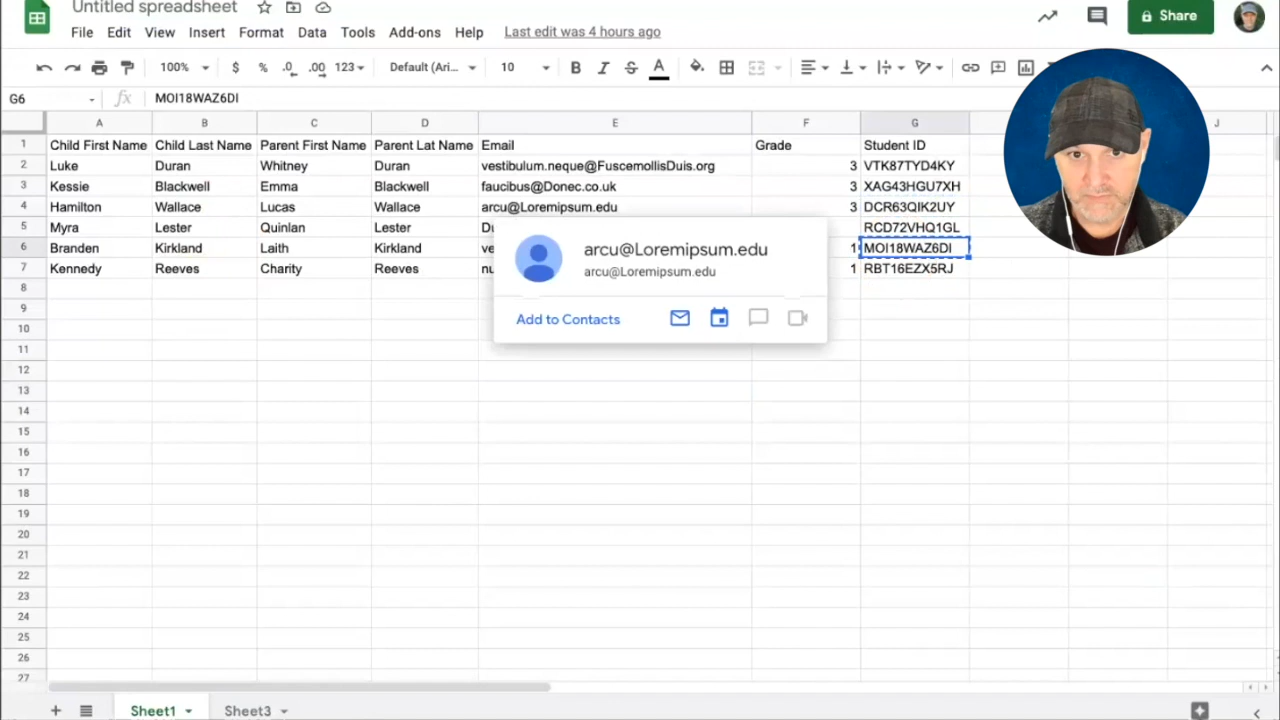 Untitled spreadsheet
File Edit View Insert Format Data Tools Add-ons Help Last edit was 4 hours ago
Share
100% $ % .0 .00 123 Default (Ari... 10 B I S A
G6 fx MOI18WAZ6DI
A B C D E F G J
1 Child First Name Child Last Name Parent First Name Parent Lat Name Email Grade Student ID
2 Luke Duran Whitney Duran vestibulum.neque@FuscemollisDuis.org 3 VTK87TYD4KY
3 Kessie Blackwell Emma Blackwell faucibus@Donec.co.uk 3 XAG43HGU7XH
4 Hamilton Wallace Lucas Wallace arcu@Loremipsum.edu 3 DCR63QIK2UY
5 Myra Lester Quinlan Lester RCD72VHQ1GL
6 Branden Kirkland Laith Kirkland ve 1 MOI18WAZ6DI
7 Kennedy Reeves Charity Reeves nu 1 RBT16EZX5RJ
arcu@Loremipsum.edu
arcu@Loremipsum.edu
Add to Contacts
8
9
10
11
12
13
14
15
16
17
18
19
20
21
22
23
24
25
26
27
Sheet1 Sheet3